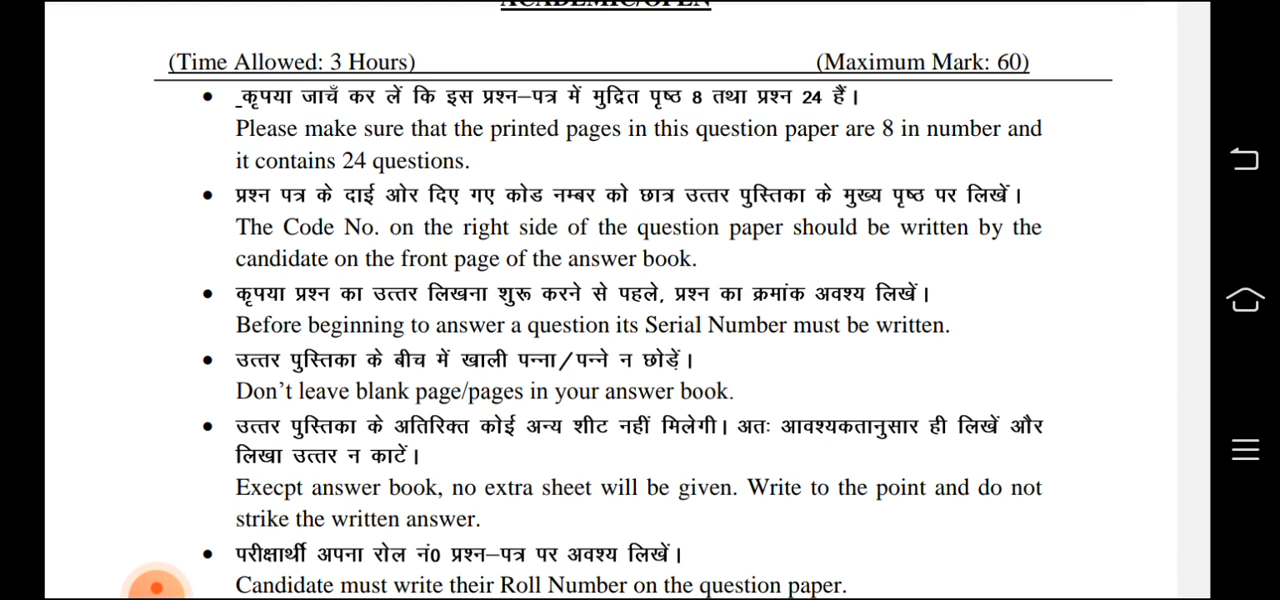 ACADEMIC/OPEN
(Time Allowed: 3 Hours) (Maximum Mark: 60)
• _कृपया जाचँ कर लें कि इस प्रश्न–पत्र में मुद्रित पृष्ठ 8 तथा प्रश्न 24 हैं।
Please make sure that the printed pages in this question paper are 8 in number and
it contains 24 questions.
• प्रश्न पत्र के दाई ओर दिए गए कोड नम्बर को छात्र उत्तर पुस्तिका के मुख्य पृष्ठ पर लिखें।
The Code No. on the right side of the question paper should be written by the
candidate on the front page of the answer book.
• कृपया प्रश्न का उत्तर लिखना शुरू करने से पहले, प्रश्न का क्रमांक अवश्य लिखें।
Before beginning to answer a question its Serial Number must be written.
• उत्तर पुस्तिका के बीच में खाली पन्ना/पन्ने न छोड़ें।
Don’t leave blank page/pages in your answer book.
• उत्तर पुस्तिका के अतिरिक्त कोई अन्य शीट नहीं मिलेगी। अतः आवश्यकतानुसार ही लिखें और
लिखा उत्तर न काटें।
Execpt answer book, no extra sheet will be given. Write to the point and do not
strike the written answer.
• परीक्षार्थी अपना रोल नं0 प्रश्न–पत्र पर अवश्य लिखें।
Candidate must write their Roll Number on the question paper.